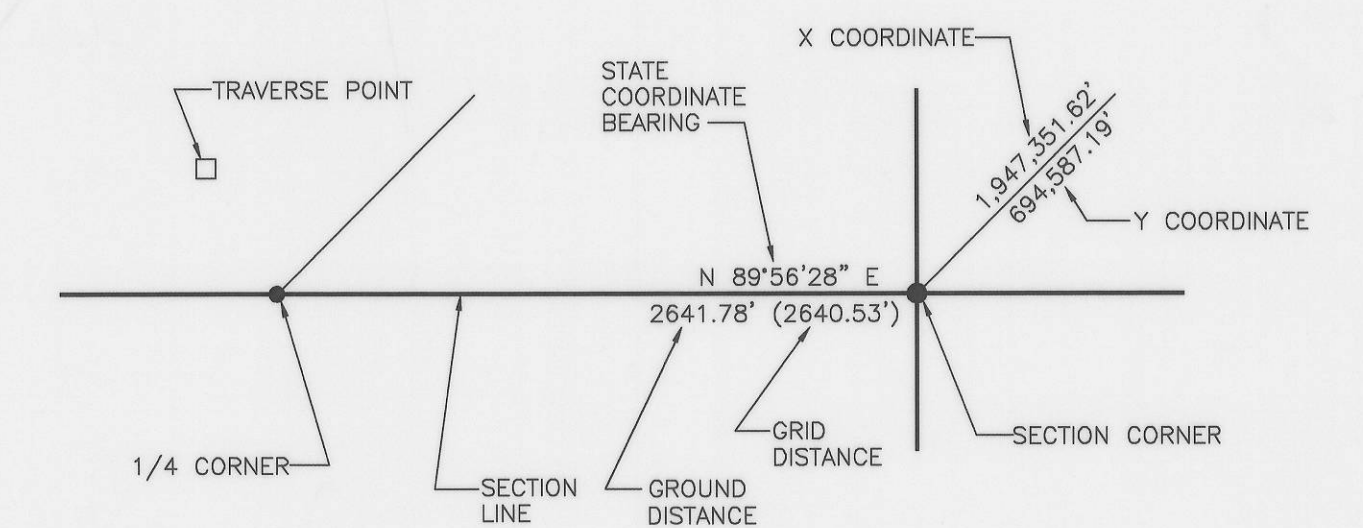 X COORDINATE
STATE
COORDINATE
BEARING
TRAVERSE POINT
1,947,351.62'
694,587.19'
Y COORDINATE
N 89°56'28" E
2641.78' (2640.53')
1/4 CORNER
SECTION
LINE
GROUND
DISTANCE
GRID
DISTANCE
SECTION CORNER